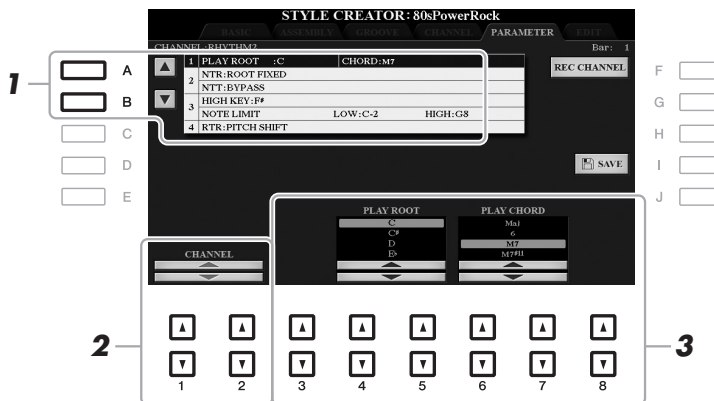 STYLE CREATOR: 80sPowerRock
BASIC ASSEMBLY GROOVE CHANNEL PARAMETER EDIT
CHANNEL :RHYTHM2 Bar: 1
1 PLAY ROOT :C CHORD:M7
REC CHANNEL
2 NTR:ROOT FIXED
NTT:BYPASS
3 HIGH KEY:F#
NOTE LIMIT LOW:C-2 HIGH:G8
4 RTR:PITCH SHIFT
SAVE
1
A
B
C
D
E
F
G
H
I
J
PLAY ROOT
C
C#
D
E♭
PLAY CHORD
Maj
6
M7
M7#11
CHANNEL
2
3
1 2 3 4 5 6 7 8